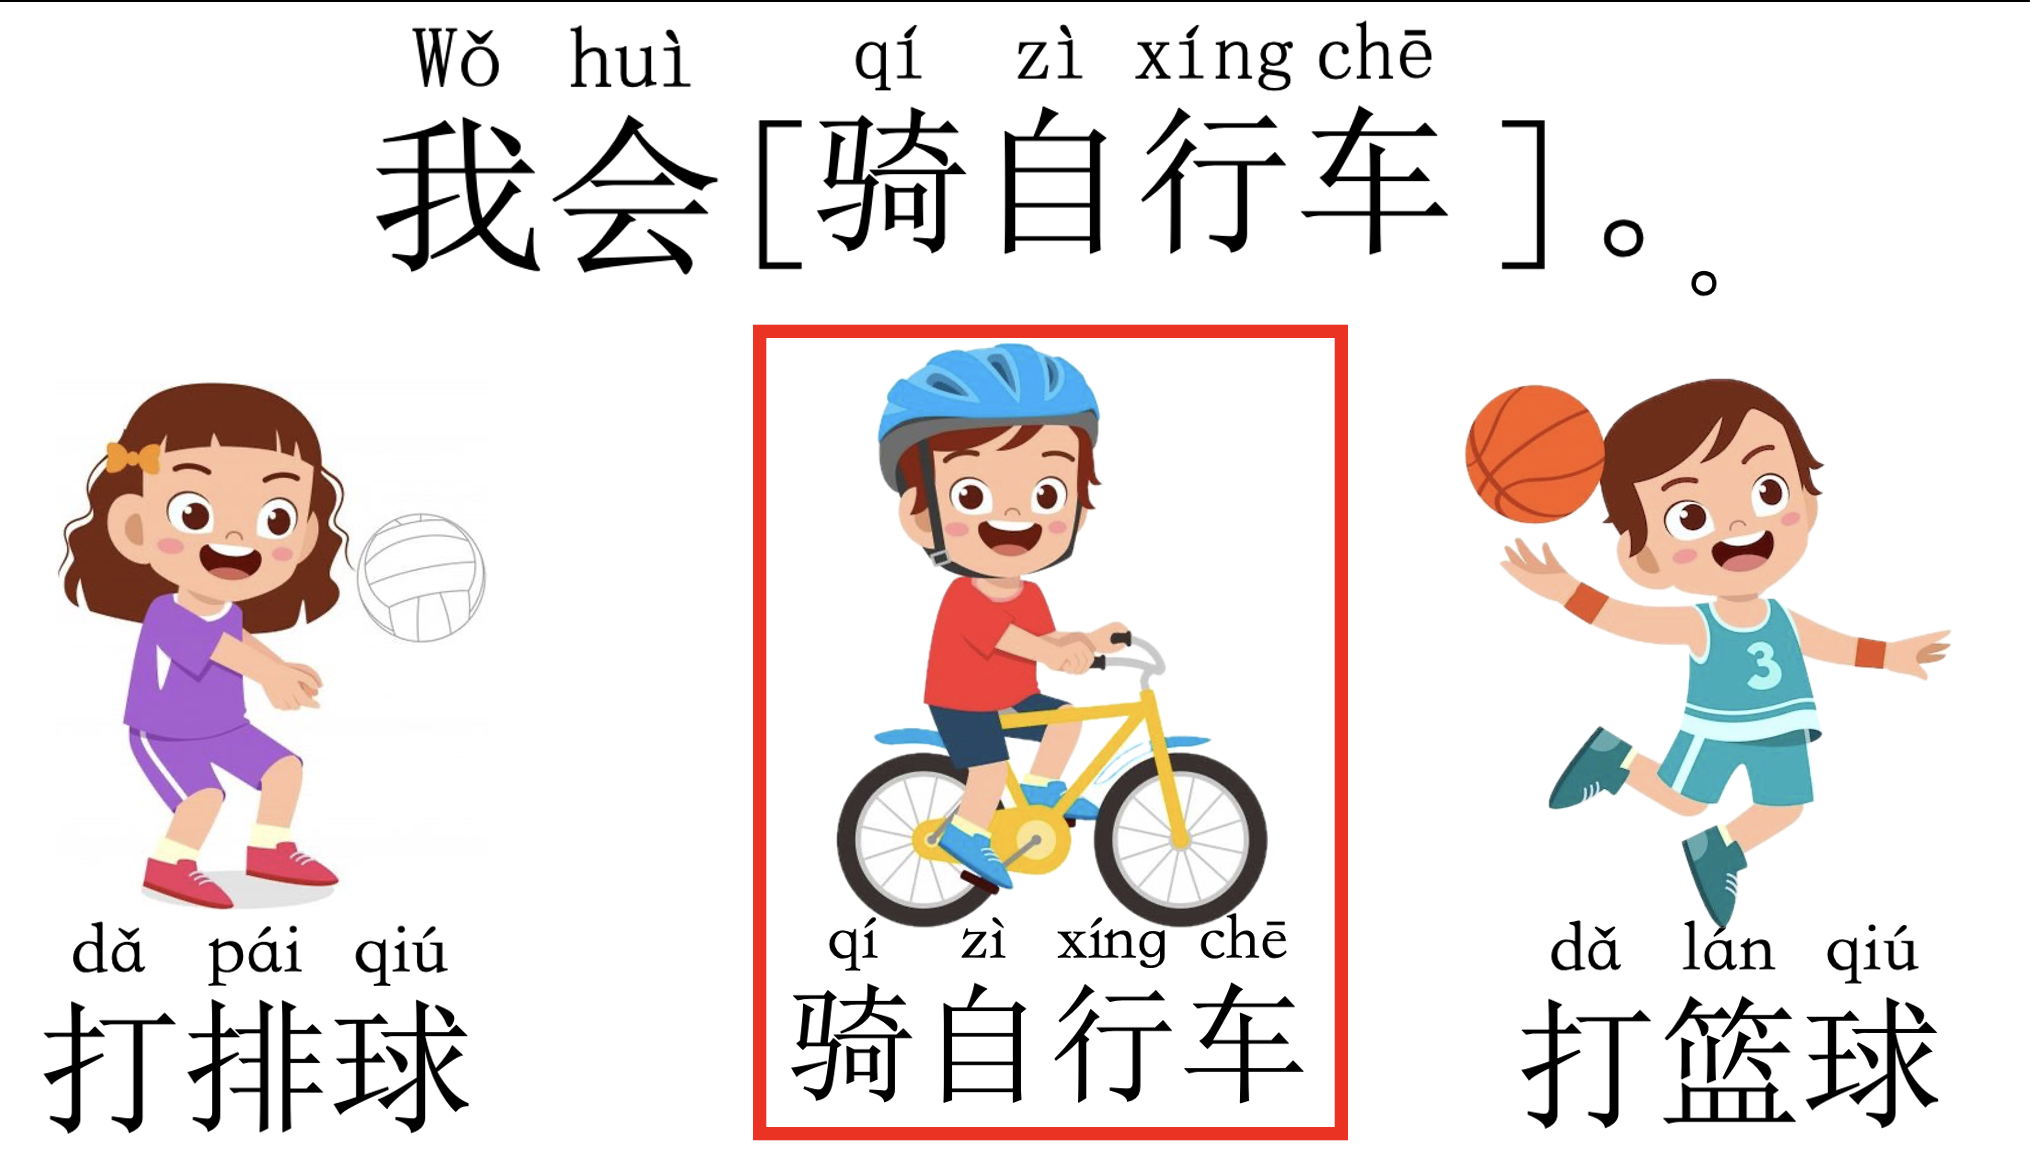 Wǒ huì qí zì xíng chē
我会[骑自行车 ]。。
3
dǎ pái qiú
打排球
qí zì xíng chē
骑自行车
dǎ lán qiú
打篮球